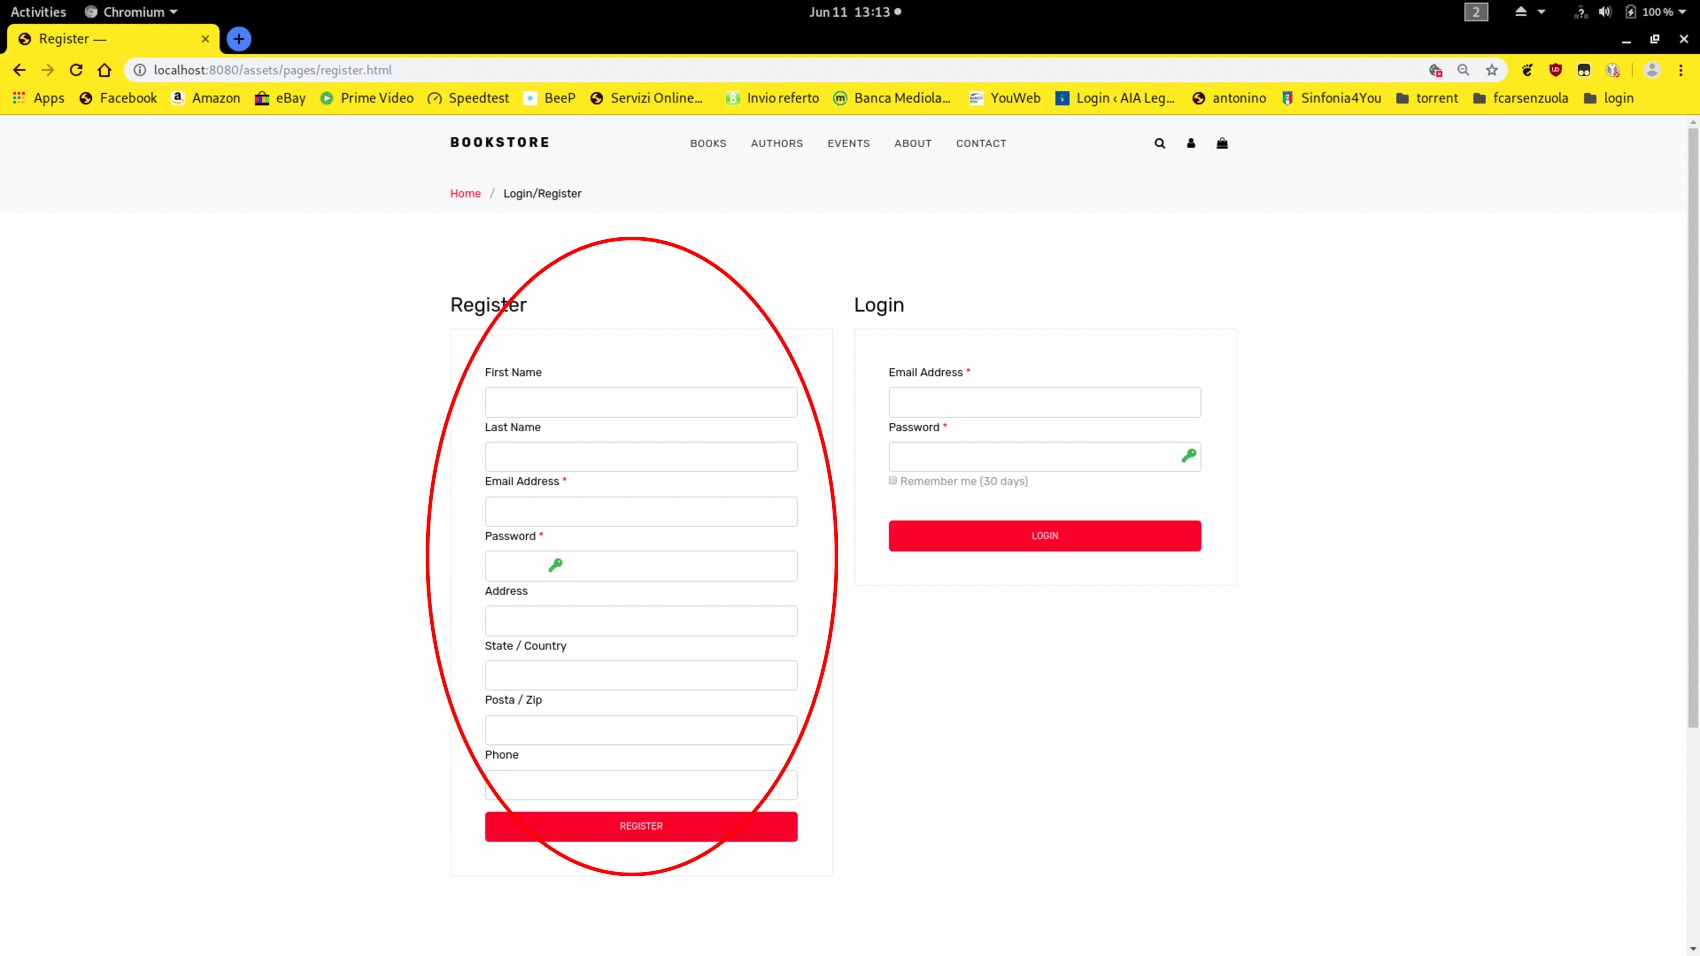 Activities Chromium Jun 11 13:13 2 100 %
Register —
localhost:8080/assets/pages/register.html
Apps Facebook Amazon eBay Prime Video Speedtest BeeP Servizi Online... Invio referto Banca Mediola... YouWeb Login ‹ AIA Leg... antonino Sinfonia4You torrent fcarsenzuola login
BOOKSTORE BOOKS AUTHORS EVENTS ABOUT CONTACT
Home / Login/Register
Register
First Name
Last Name
Email Address *
Password *
Address
State / Country
Posta / Zip
Phone
REGISTER
Login
Email Address *
Password *
Remember me (30 days)
LOGIN